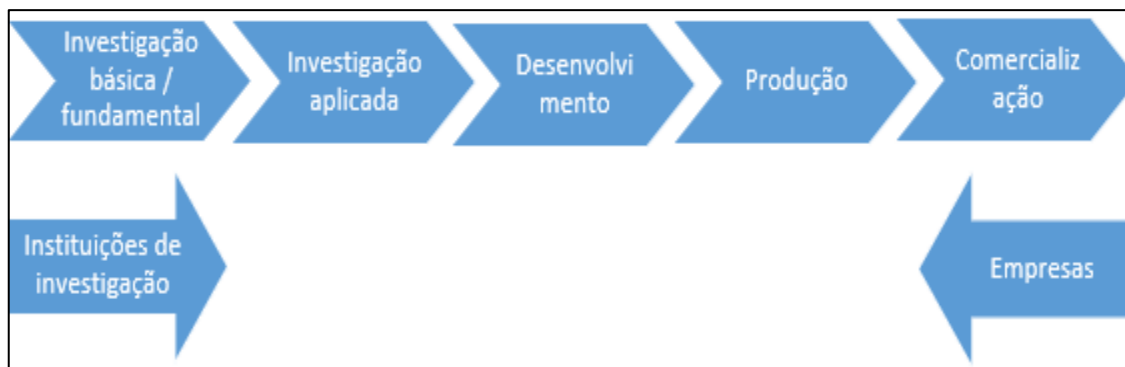 Investigação
básica /
fundamental
Investigação
aplicada
Desenvolvi
mento
Produção
Comercializ
ação
Instituições de
investigação
Empresas